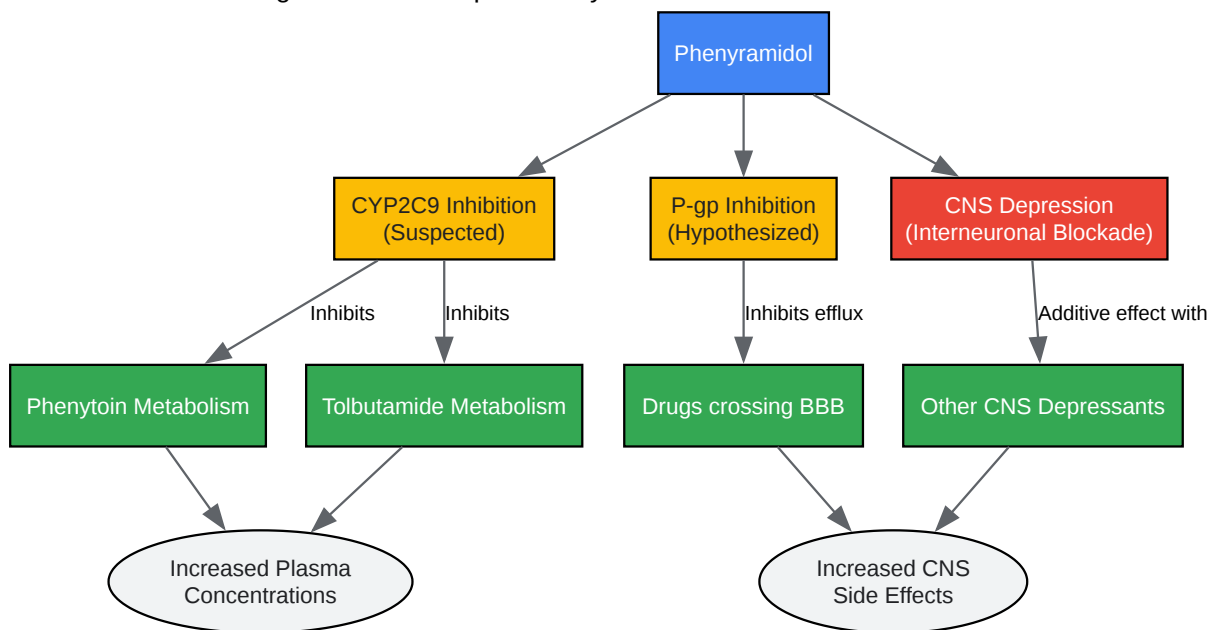 Phenyramidol
CYP2C9 Inhibition
(Suspected)
P-gp Inhibition
(Hypothesized)
CNS Depression
(Interneuronal Blockade)
Inhibits
Inhibits
Inhibits efflux
Additive effect with
Phenytoin Metabolism
Tolbutamide Metabolism
Drugs crossing BBB
Other CNS Depressants
Increased Plasma
Concentrations
Increased CNS
Side Effects